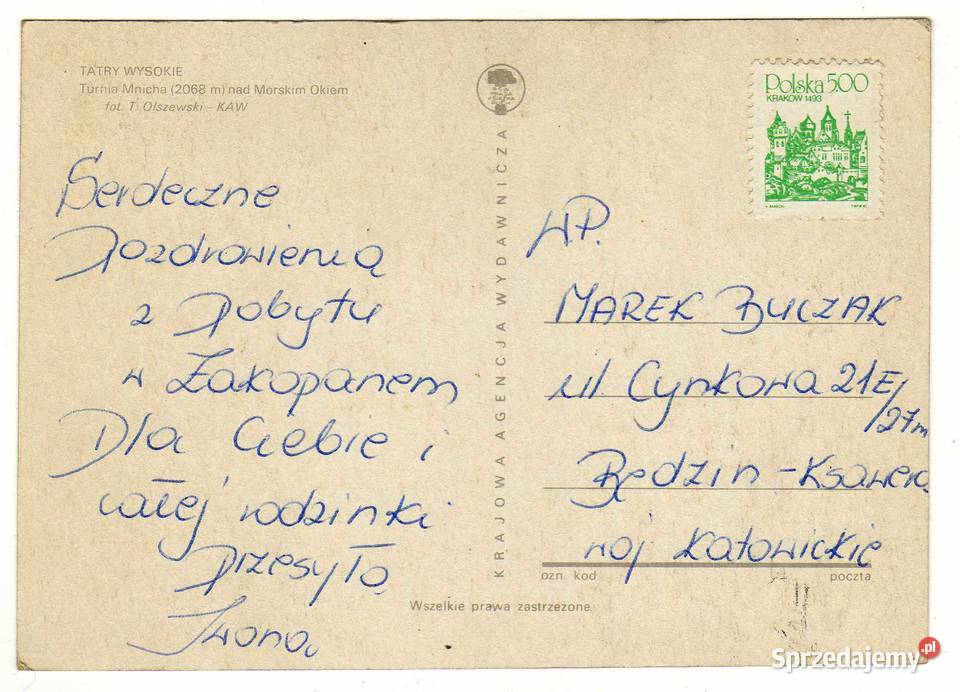 TATRY WYSOKIE
Turnia Mnicha (2068 m) nad Morskim Okiem
fot. T. Olszewski – KAW
Serdeczne
Pozdrowienia
z Pobytu
w Zakopanem
Dla Ciebie i
całej rodzinki
Przesyła
Iwona
KRAJOWA AGENCJA WYDAWNICZA
Polska 5.00
KRAKÓW 1493
W.P.
MAREK BUCZAK
ul. Cynkowa 21E/
/27m
Będzin-Ksawera
woj Katowickie
ozn kod
poczta
Wszelkie prawa zastrzeżone
Sprzedajemy.pl